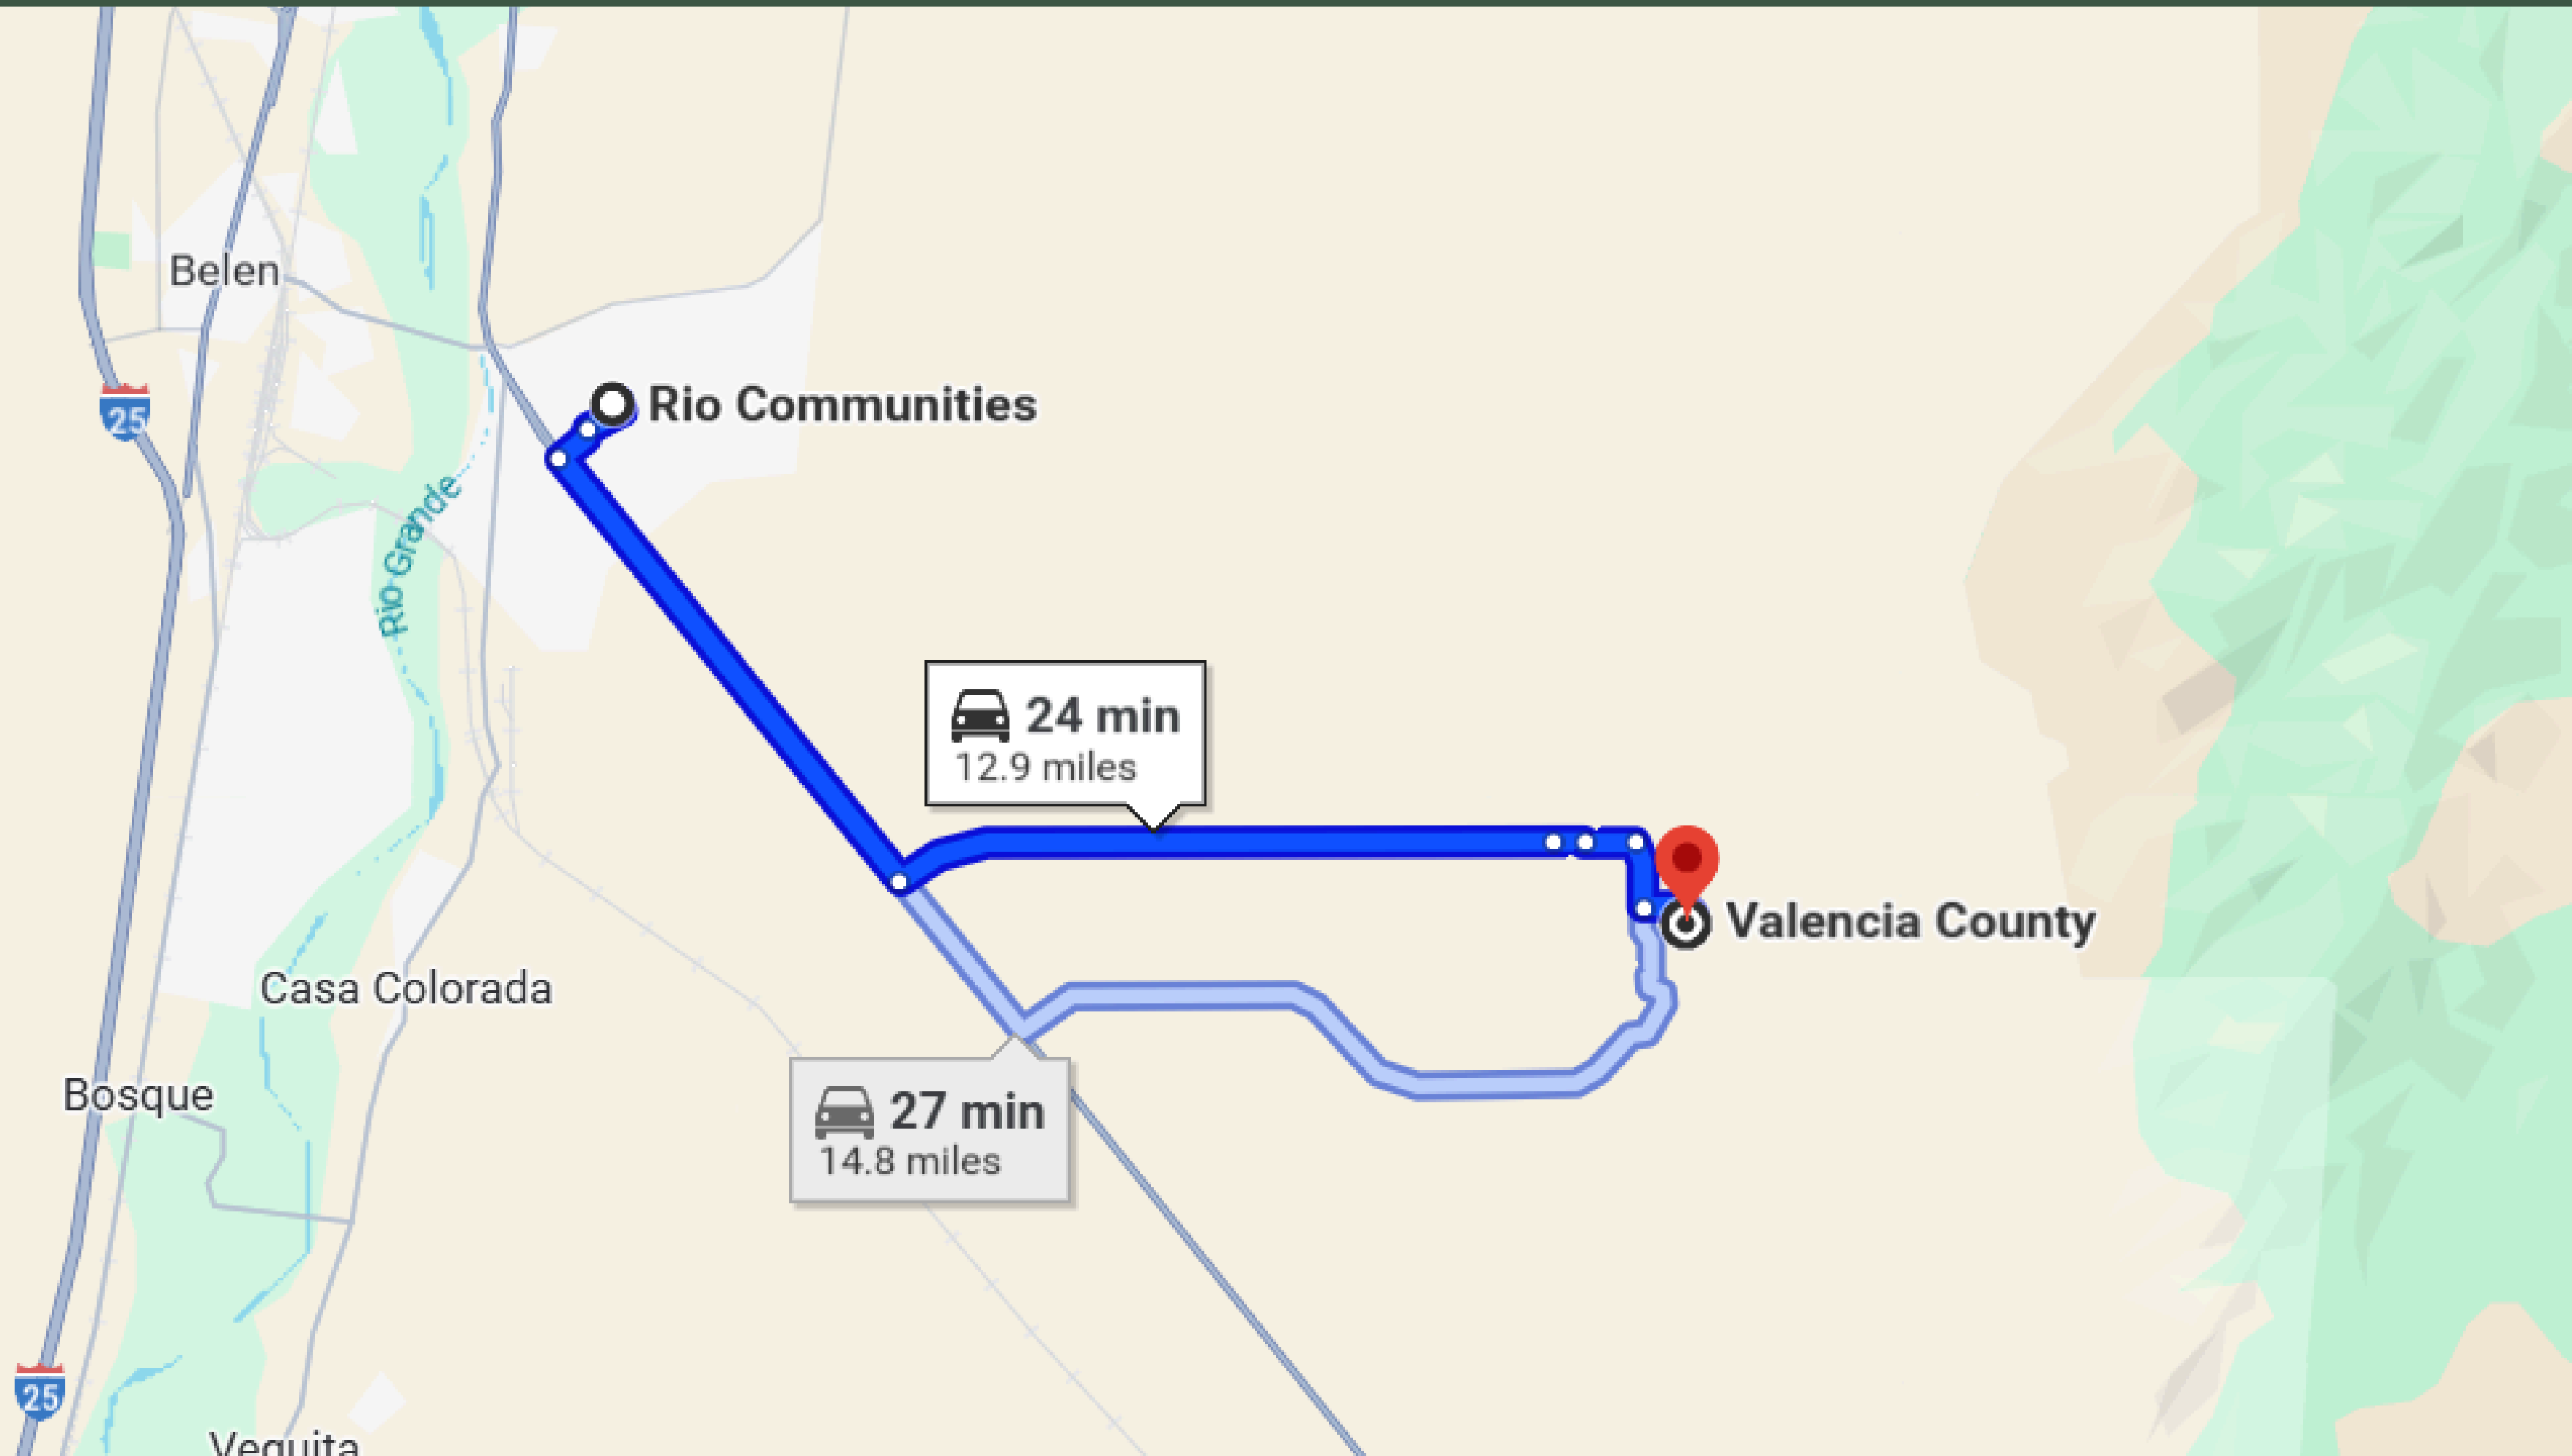 Belen
25
Rio Communities
Rio Grande
24 min
12.9 miles
Valencia County
Casa Colorada
Bosque
27 min
14.8 miles
25
Veguita